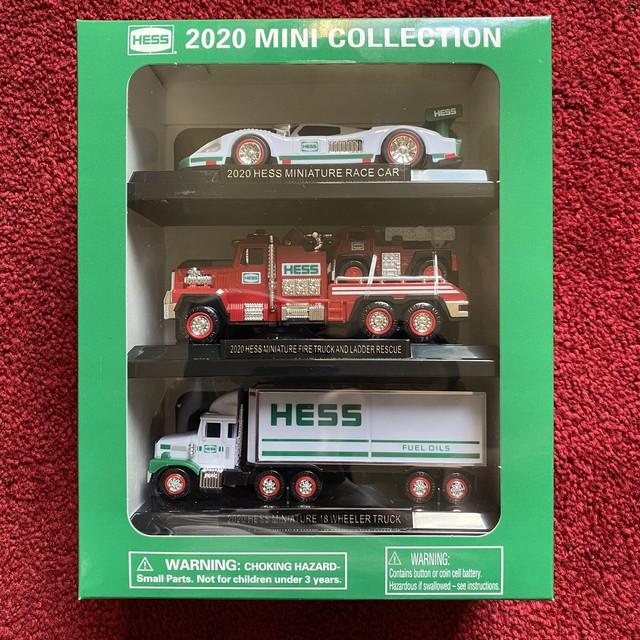 HESS 2020 MINI COLLECTION
HESS
HESS
2020 HESS MINIATURE RACE CAR
HESS
HESS
2020 HESS MINIATURE FIRE TRUCK AND LADDER RESCUE
HESS
FUEL OILS
2020 HESS MINIATURE 18 WHEELER TRUCK
WARNING: CHOKING HAZARD-
Small Parts. Not for children under 3 years.
WARNING:
Contains button or coin cell battery.
Hazardous if swallowed – see instructions.